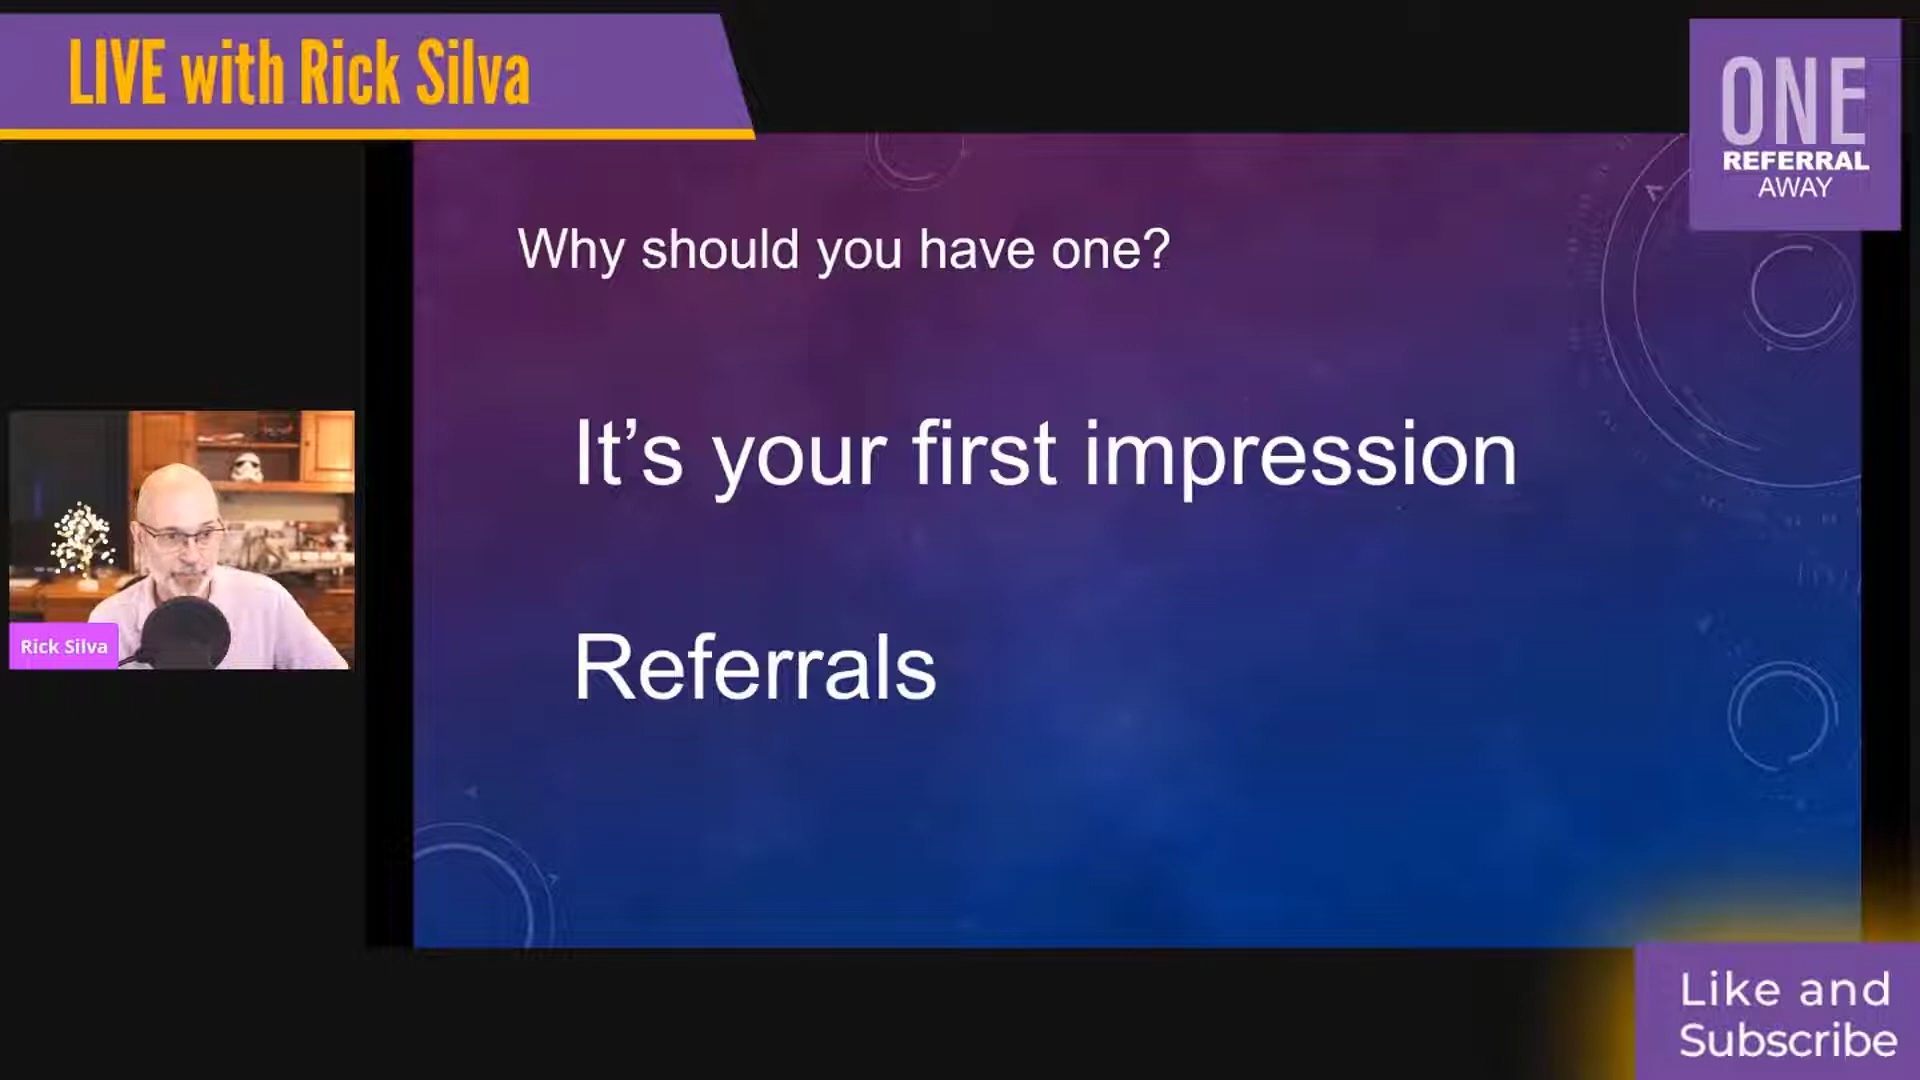 LIVE with Rick Silva
ONE
REFERRAL
AWAY
Why should you have one?
It’s your first impression
Referrals
Rick Silva
Like and
Subscribe